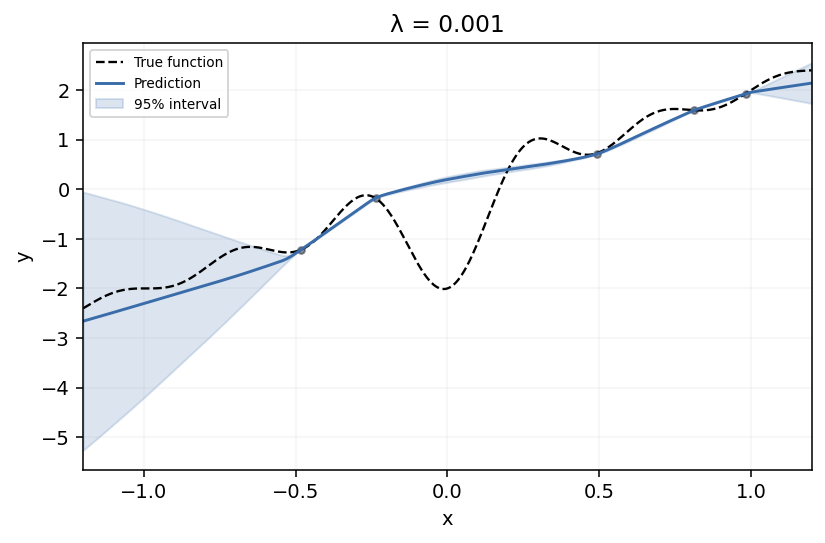 λ = 0.001
True function
Prediction
95% interval
y
2
1
0
−1
−2
−3
−4
−5
−1.0 −0.5 0.0 0.5 1.0
x